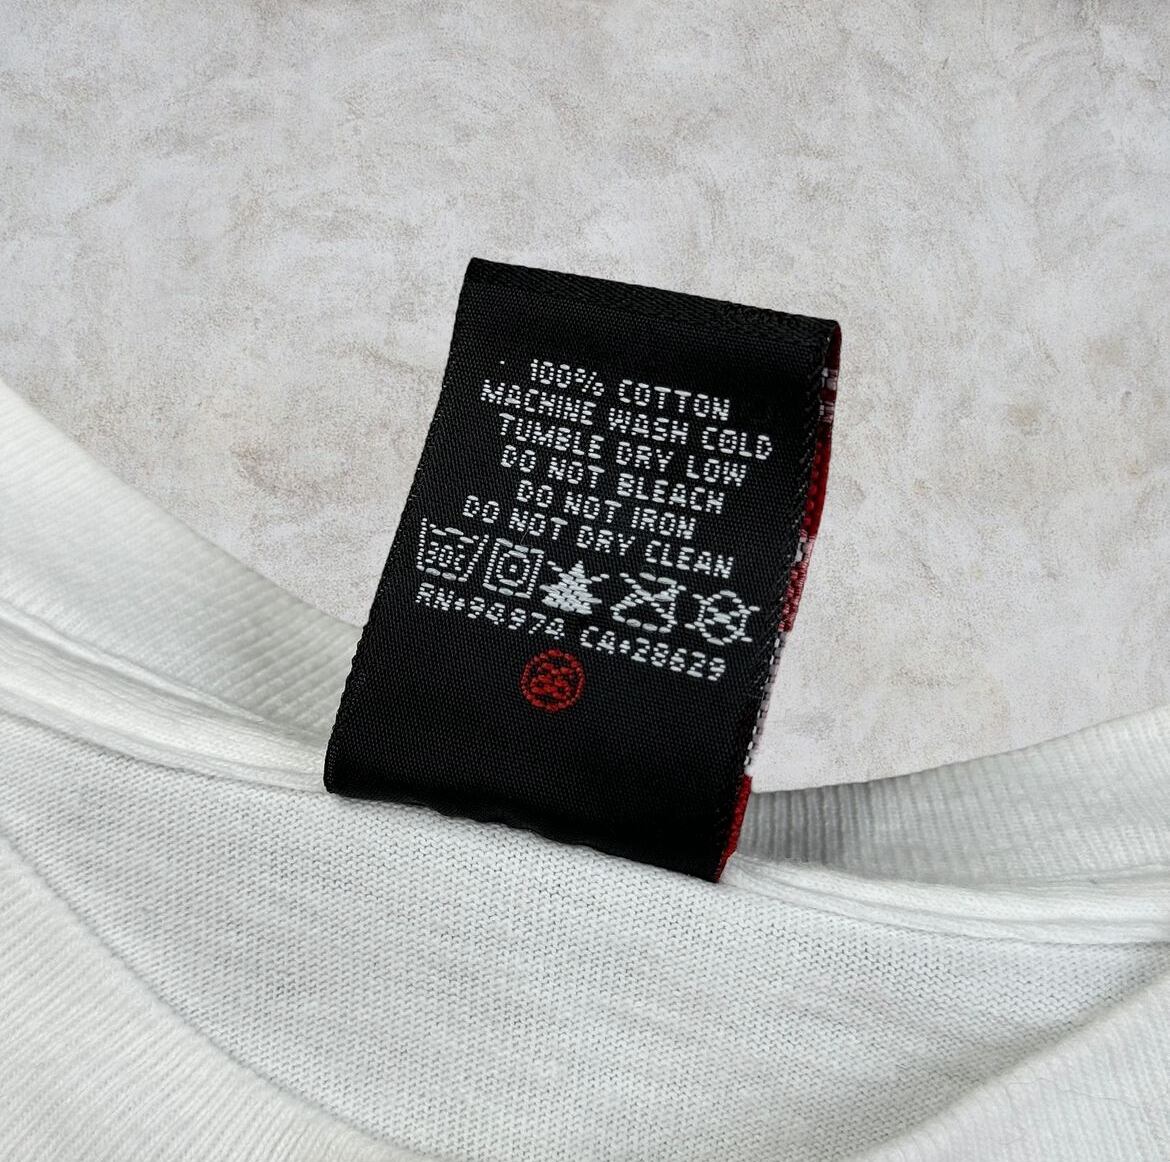 100% COTTON
MACHINE WASH COLD
TUMBLE DRY LOW
DO NOT BLEACH
DO NOT IRON
DO NOT DRY CLEAN
30°
RN♦94974 CA♦28629